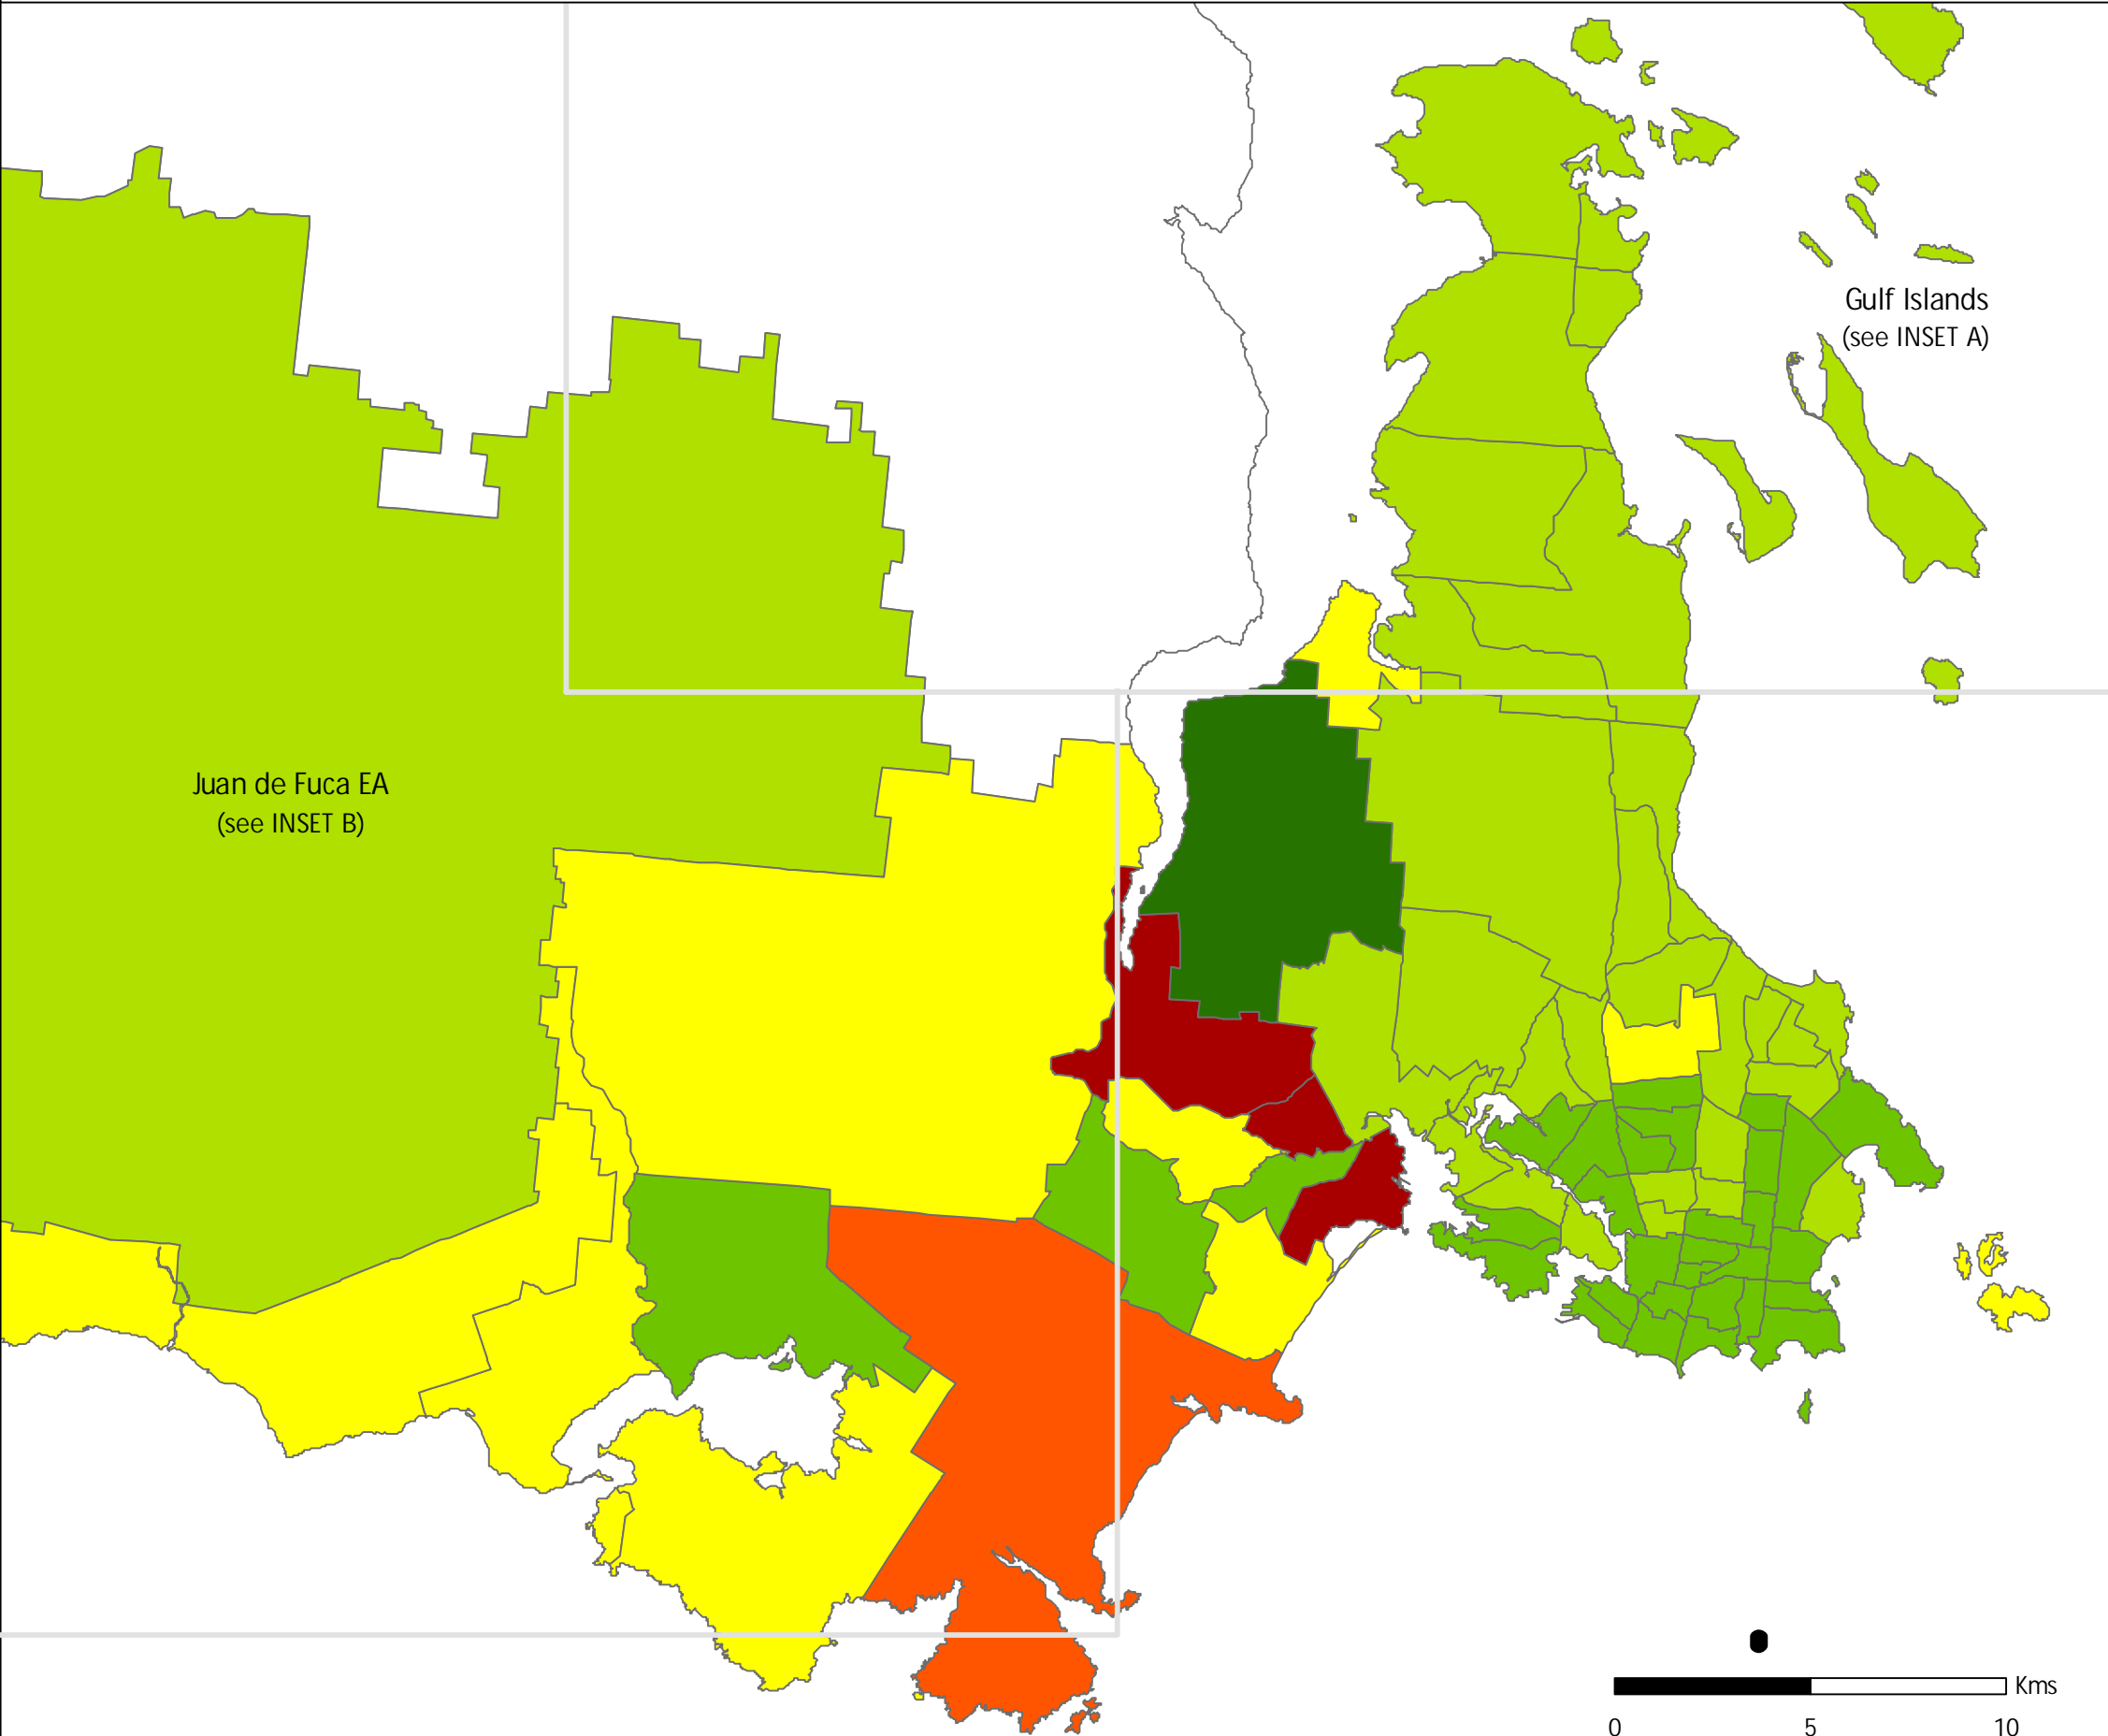 Gulf Islands
(see INSET A)
Juan de Fuca EA
(see INSET B)
Kms
0 5 10